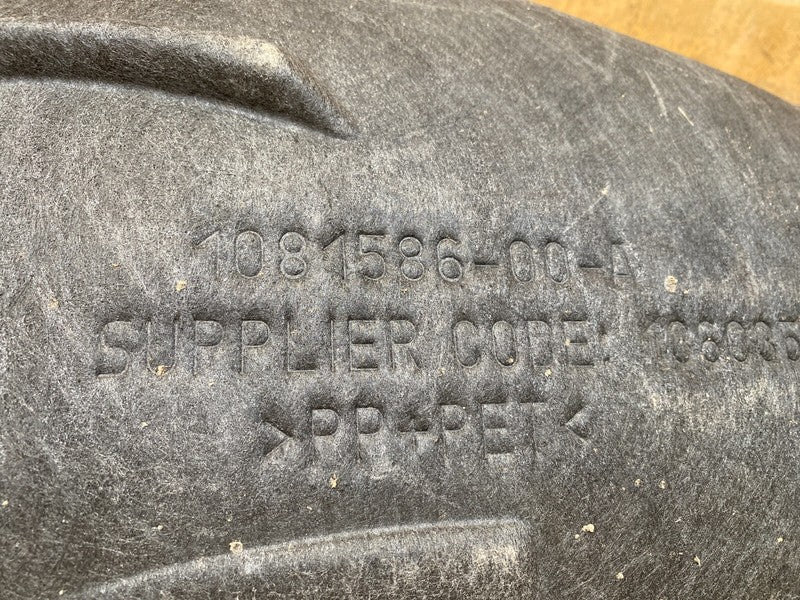 1081586-00-A
SUPPLIER CODE:
>PP+PET<